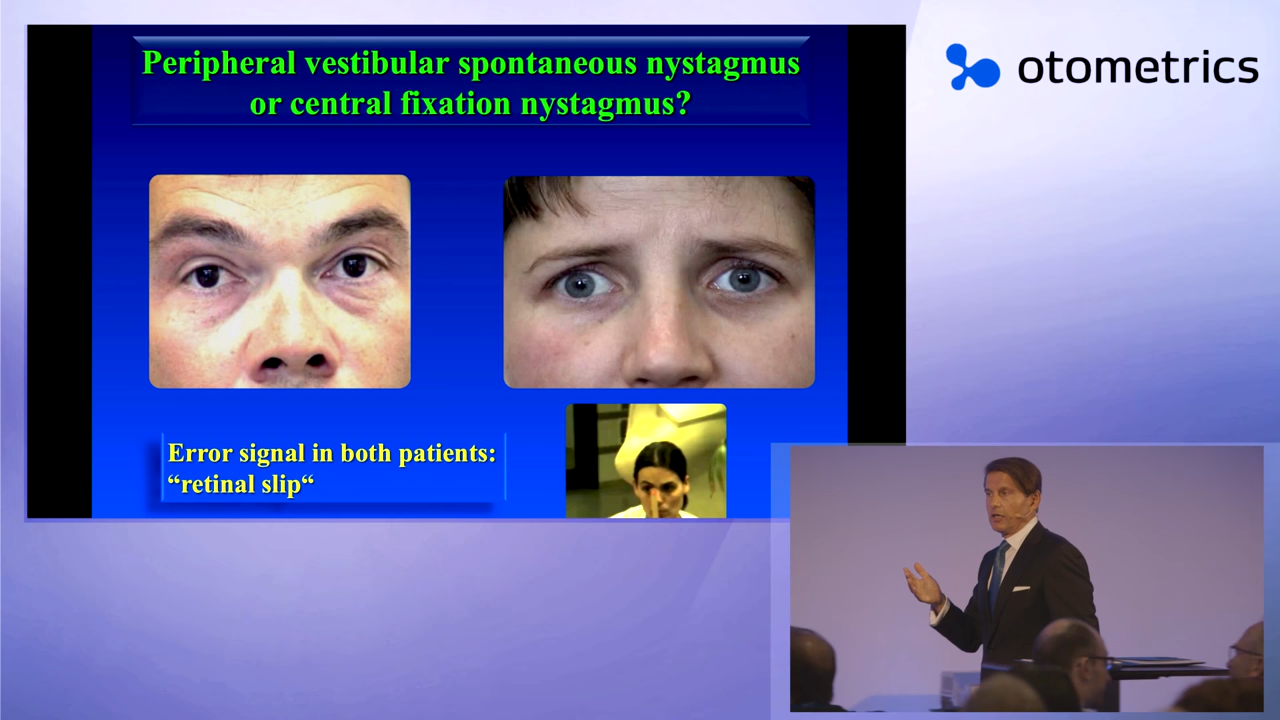 Peripheral vestibular spontaneous nystagmus
or central fixation nystagmus?
otometrics
Error signal in both patients:
“retinal slip“